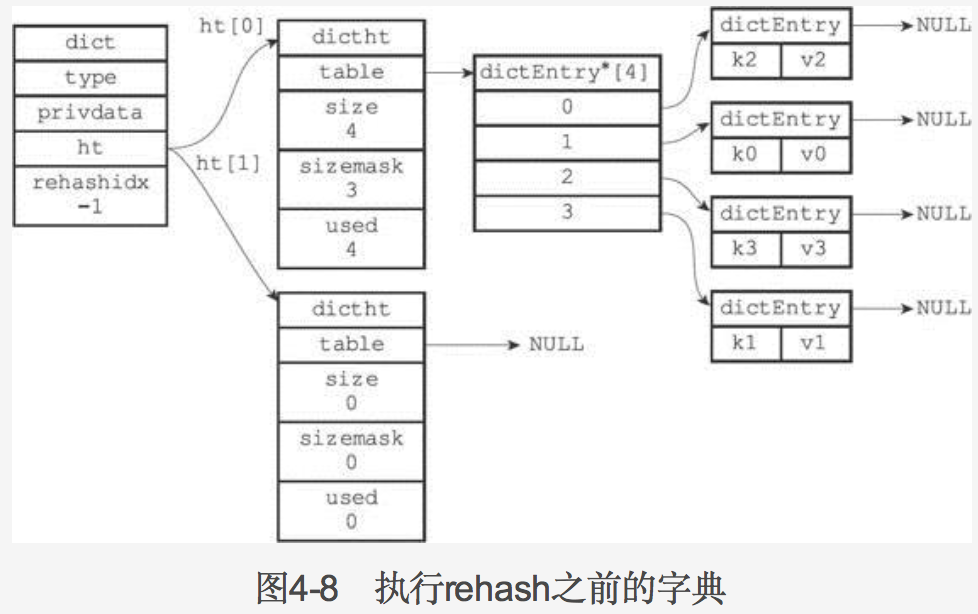 dict
type
privdata
ht
rehashidx
-1
ht[0]
ht[1]
dictht
table
size
4
sizemask
3
used
4
dictht
table
size
0
sizemask
0
used
0
NULL
dictEntry*[4]
0
1
2
3
dictEntry
k2 v2
NULL
dictEntry
k0 v0
NULL
dictEntry
k3 v3
NULL
dictEntry
k1 v1
NULL
图4-8 执行rehash之前的字典